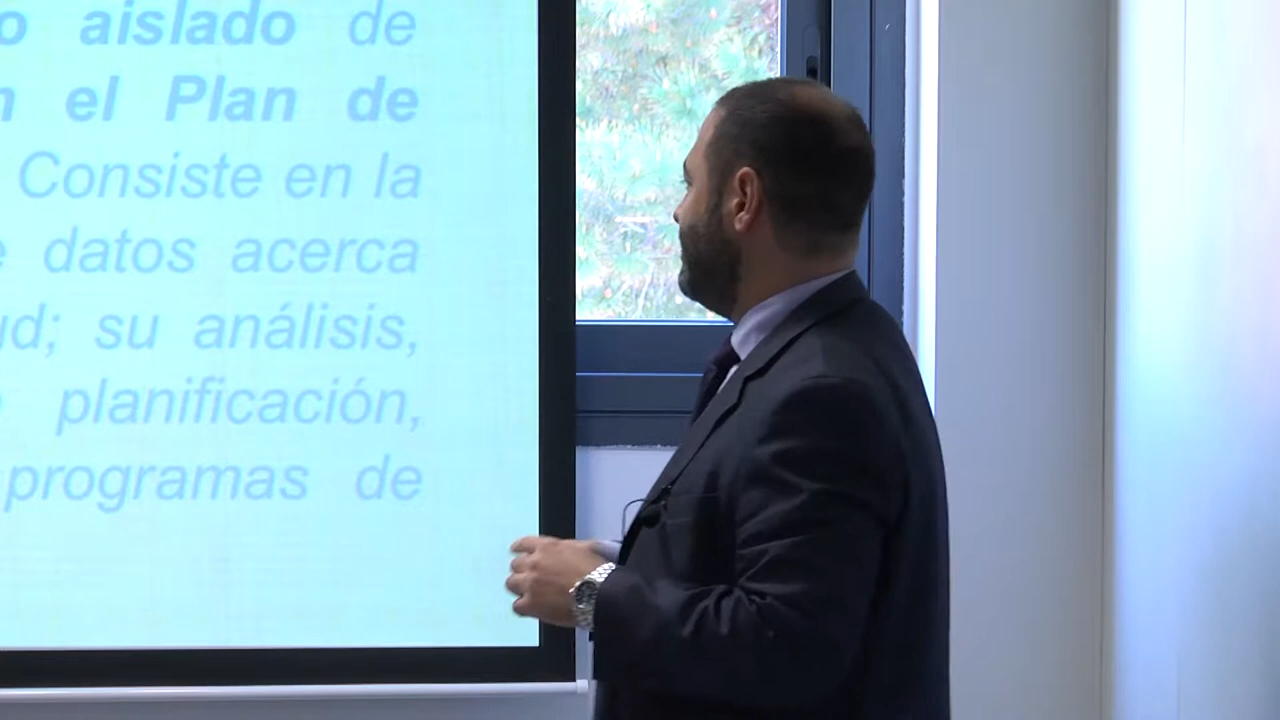 aislado de
el Plan de
Consiste en la
datos acerca
su análisis,
planificación,
programas de